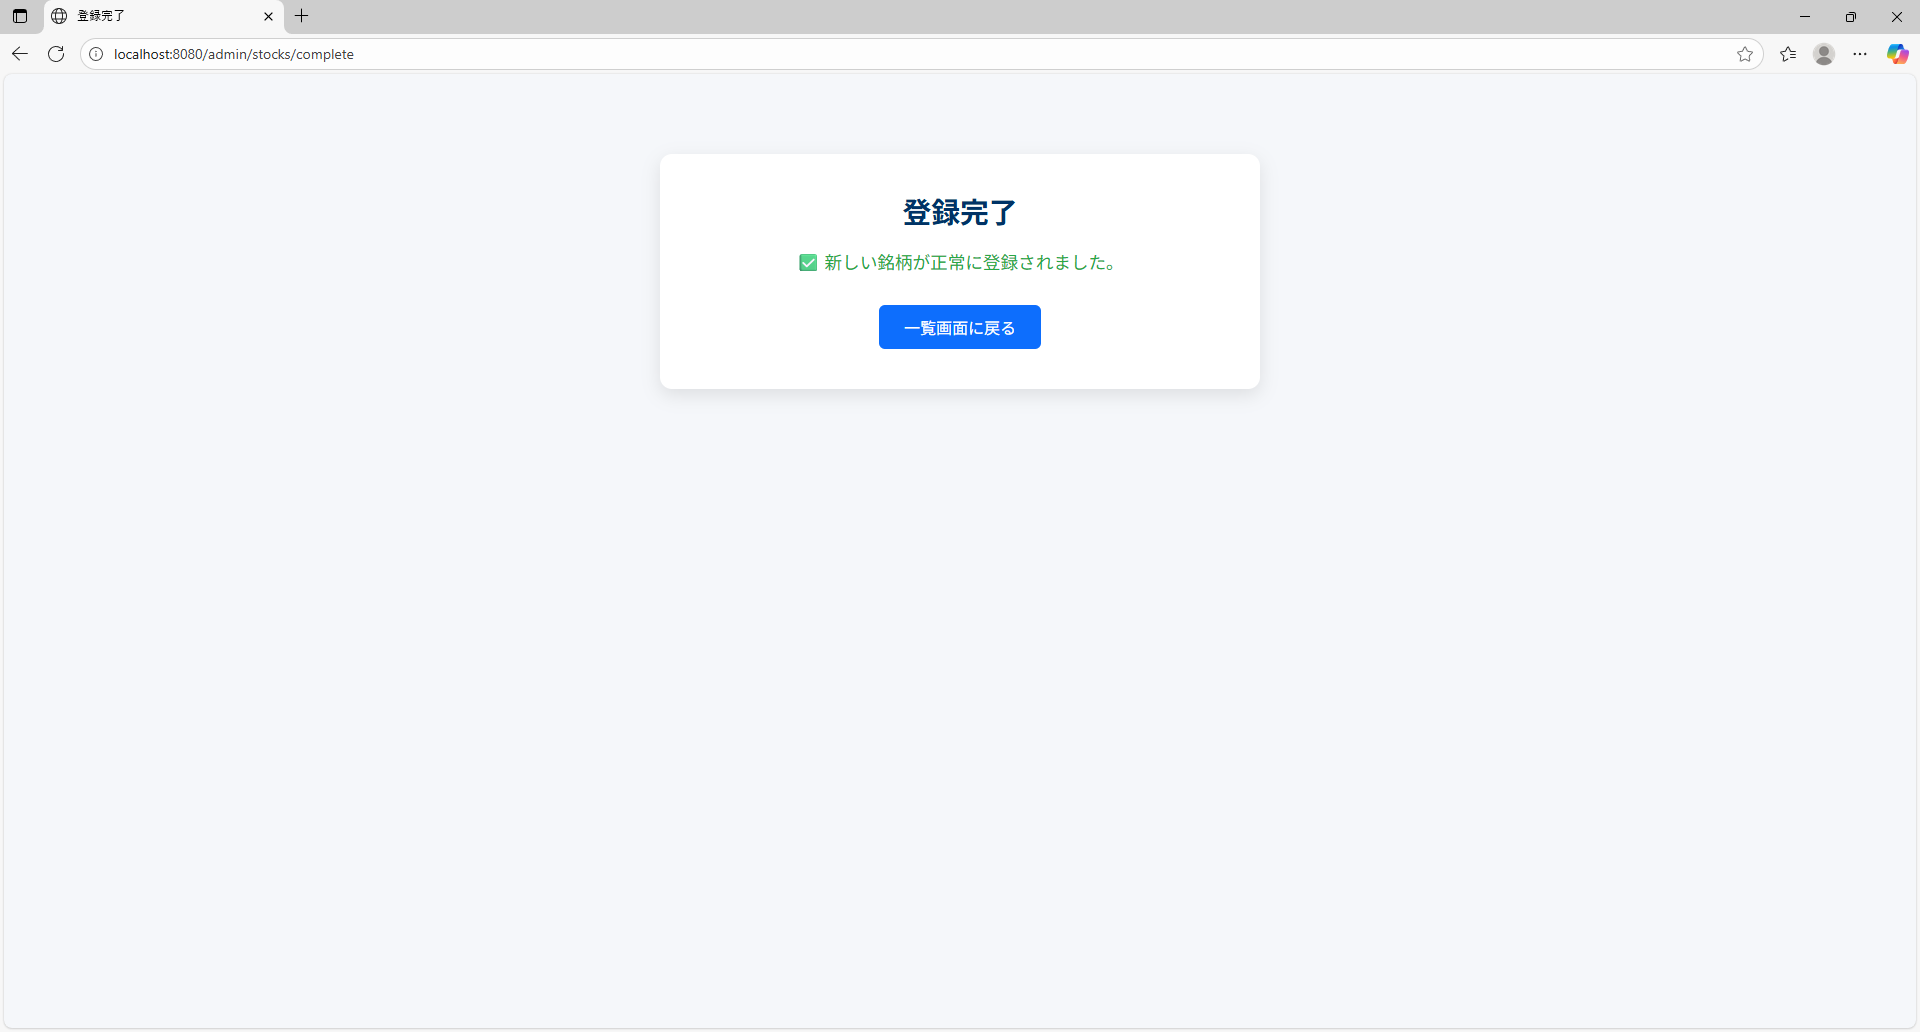 登録完了
localhost:8080/admin/stocks/complete
登録完了
✅ 新しい銘柄が正常に登録されました。
一覧画面に戻る